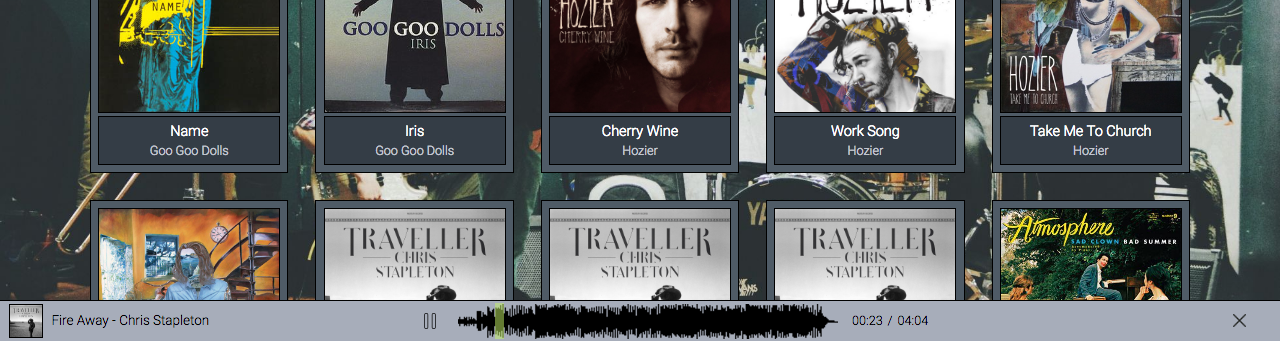 NAME
GOO GOO DOLLS
IRIS
HOZIER
CHERRY WINE
HOZIER
HOZIER
TAKE ME TO CHURCH
Name
Goo Goo Dolls
Iris
Goo Goo Dolls
Cherry Wine
Hozier
Work Song
Hozier
Take Me To Church
Hozier
YA
TRAVELLER
CHRIS
STAPLETON
TRAVELLER
CHRIS
STAPLETON
TRAVELLER
CHRIS
STAPLETON
Atmosphere
SAD CLOWN BAD SUMMER
TRAVELLER
Fire Away - Chris Stapleton
00:23 / 04:04